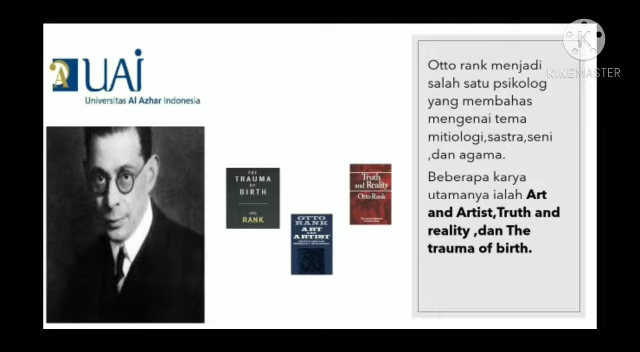 UAI
Universitas Al Azhar Indonesia
THE
TRAUMA
OF
BIRTH
RANK
OTTO
RANK
ART
AND
ARTIST
Truth
and Reality
Otto Rank
K
KINEMASTER
Otto rank menjadi
salah satu psikolog
yang membahas
mengenai tema
mitiologi,sastra,seni
,dan agama.
Beberapa karya
utamanya ialah Art
and Artist,Truth and
reality ,dan The
trauma of birth.